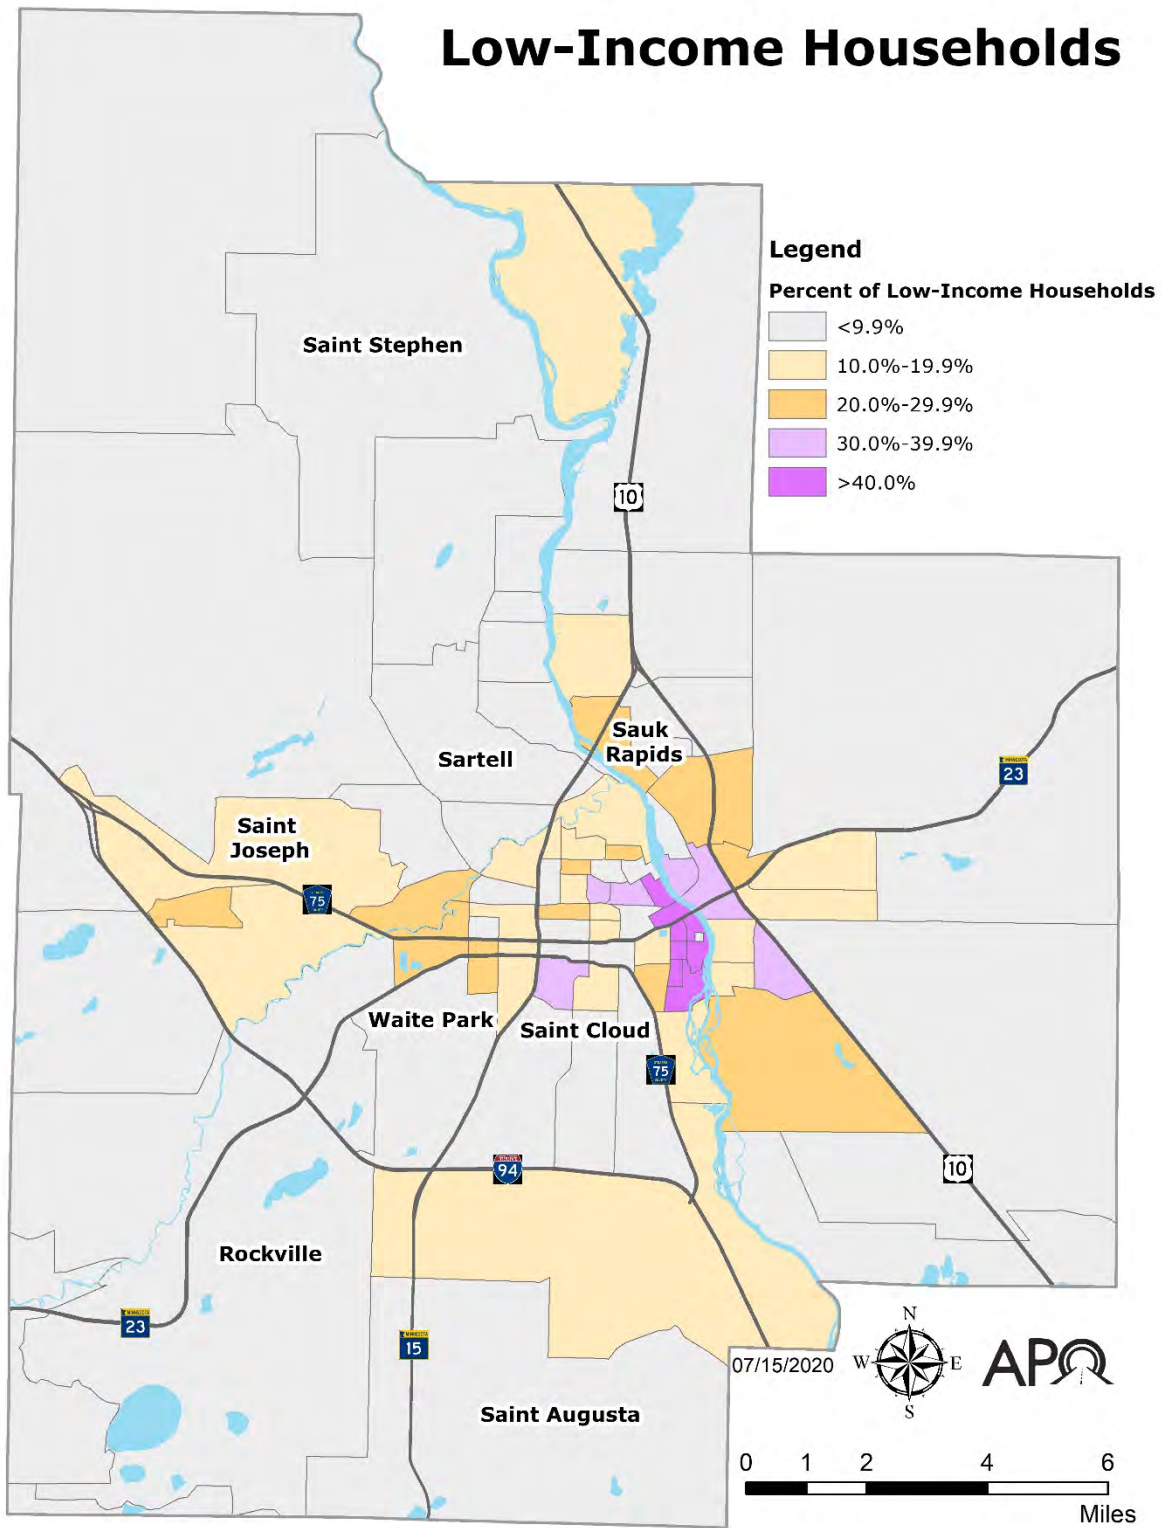 Low-Income Households
Legend
Percent of Low-Income Households
<9.9%
10.0%-19.9%
20.0%-29.9%
30.0%-39.9%
>40.0%
Saint Stephen
10
Sauk
Rapids
Sartell
MINNESOTA
23
Saint
Joseph
75
Waite Park
Saint Cloud
75
94
10
Rockville
MINNESOTA
23
MINNESOTA
15
Saint Augusta
07/15/2020
N
W
E
S
APO
0 1 2 4 6
Miles